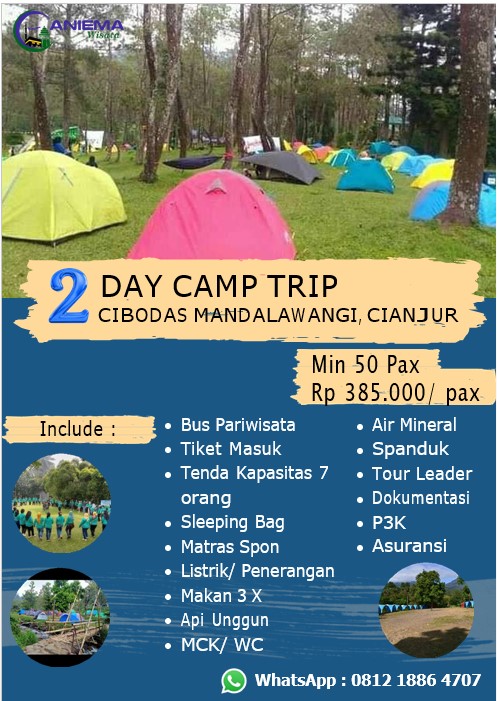 CANIEMA
Wisata
2 DAY CAMP TRIP
CIBODAS MANDALAWANGI, CIANJUR
Min 50 Pax
Rp 385.000/ pax
Include :
• Bus Pariwisata
• Tiket Masuk
• Tenda Kapasitas 7
orang
• Sleeping Bag
• Matras Spon
• Listrik/ Penerangan
• Makan 3 X
• Api Unggun
• MCK/ WC
• Air Mineral
• Spanduk
• Tour Leader
• Dokumentasi
• P3K
• Asuransi
WhatsApp : 0812 1886 4707